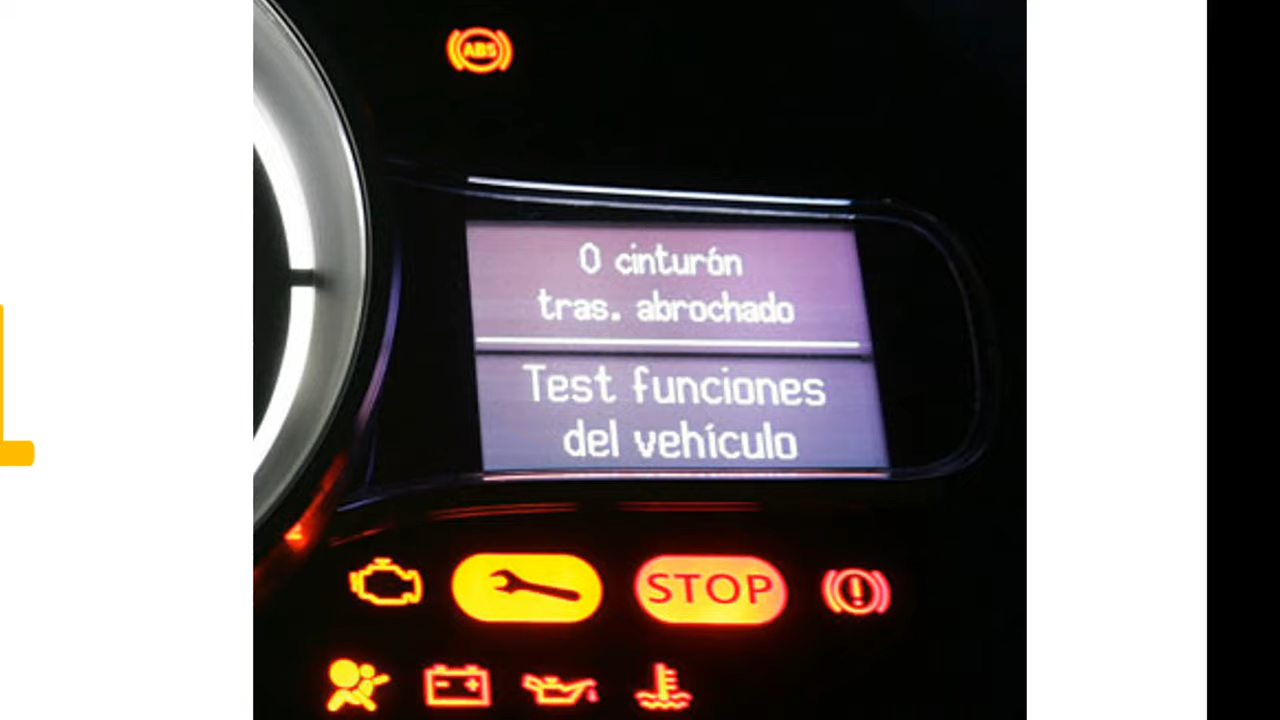 ABS
0 cinturón
tras. abrochado
Test funciones
del vehículo
STOP